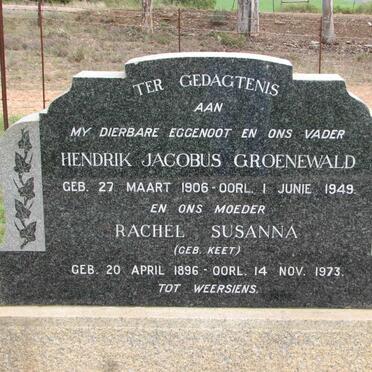 TER GEDAGTENIS
AAN
MY DIERBARE EGGENOOT EN ONS VADER
HENDRIK JACOBUS GROENEWALD
GEB. 27 MAART 1906 - OORL. 1 JUNIE 1949.
EN ONS MOEDER
RACHEL SUSANNA
(GEB. KEET)
GEB. 20 APRIL 1896 - OORL. 14 NOV. 1973.
TOT WEERSIENS.